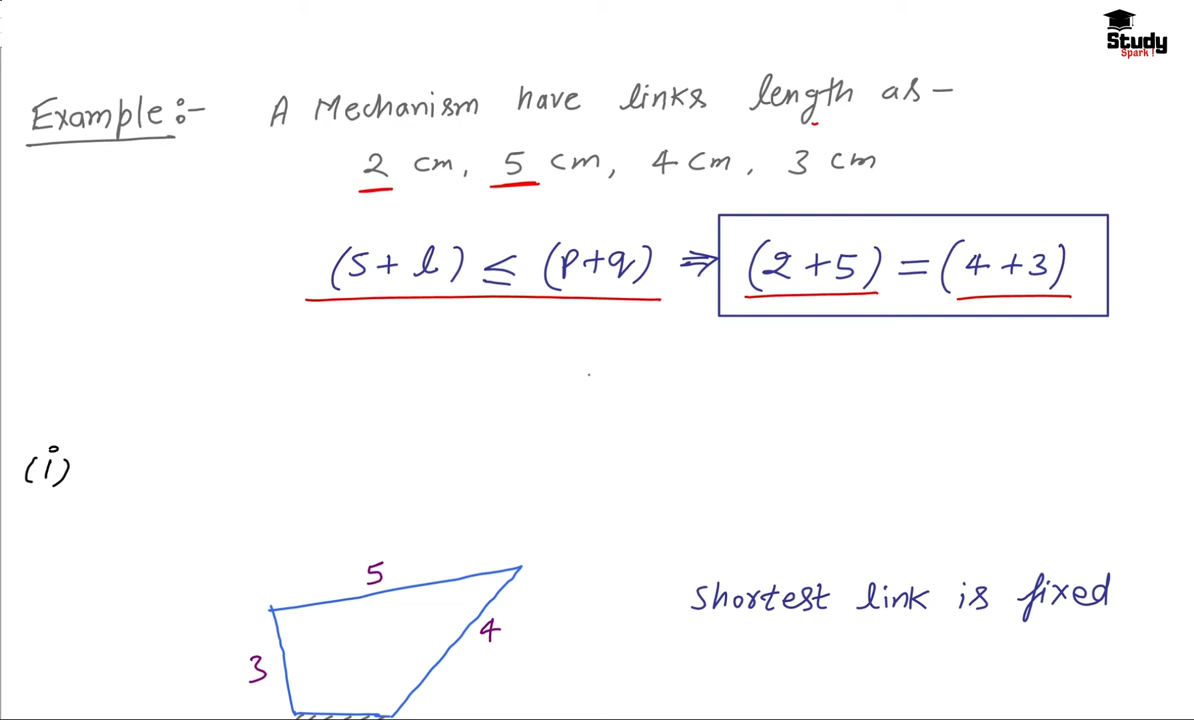 Study
Spark !
Example :- A Mechanism have links length as -
2 cm, 5 cm, 4 cm, 3 cm
(s + l) ≤ (p+q) ⇒ (2 + 5) = (4 + 3)
(i)
5
4
3
shortest link is fixed